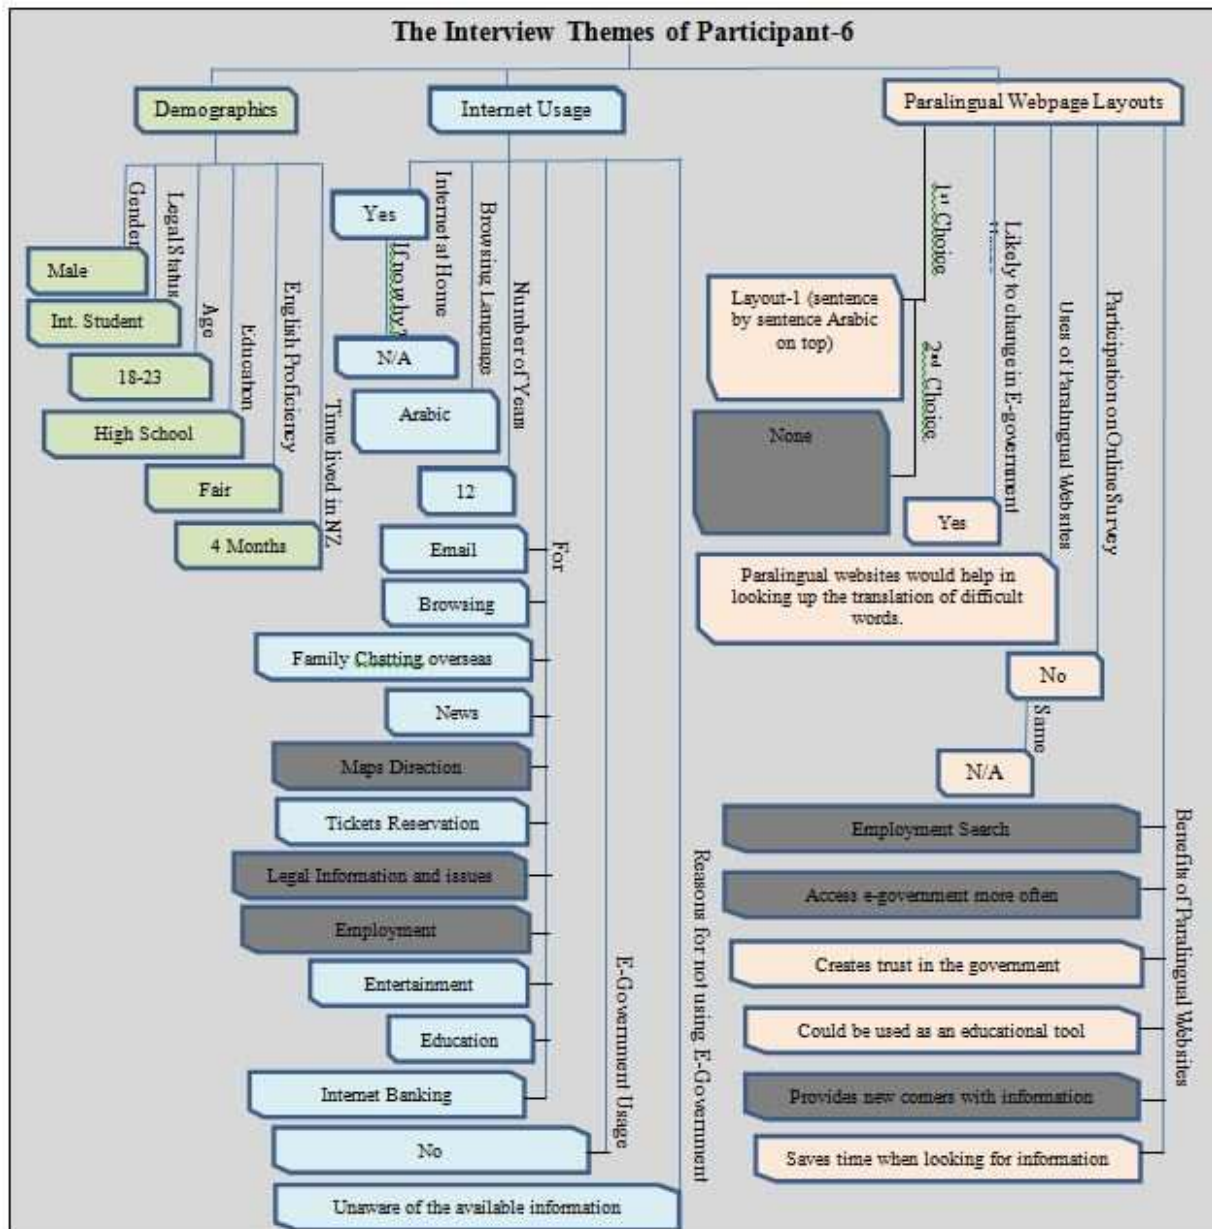 The Interview Themes of Participant-6
Demographics
Gender
Male
Legal Status
Int. Student
Age
18-23
Education
High School
English Proficiency
Fair
Time lived in NZ
4 Months
Internet Usage
Internet at Home
Yes
If no why?
N/A
Browsing Language
Arabic
Number of Years
12
For
Email
Browsing
Family Chatting overseas
News
Maps Direction
Tickets Reservation
Legal Information and issues
Employment
Entertainment
Education
Internet Banking
E-Government Usage
No
Reasons for not using E-Government
Unaware of the available information
Paralingual Webpage Layouts
1st Choice
Layout-1 (sentence
by sentence Arabic
on top)
2nd Choice
None
Likely to change in E-government
Yes
Uses of Paralingual Websites
Paralingual websites would help in
looking up the translation of difficult
words.
Participation on Online Survey
No
Same
N/A
Benefits of Paralingual Websites
Employment Search
Access e-government more often
Creates trust in the government
Could be used as an educational tool
Provides new comers with information
Saves time when looking for information